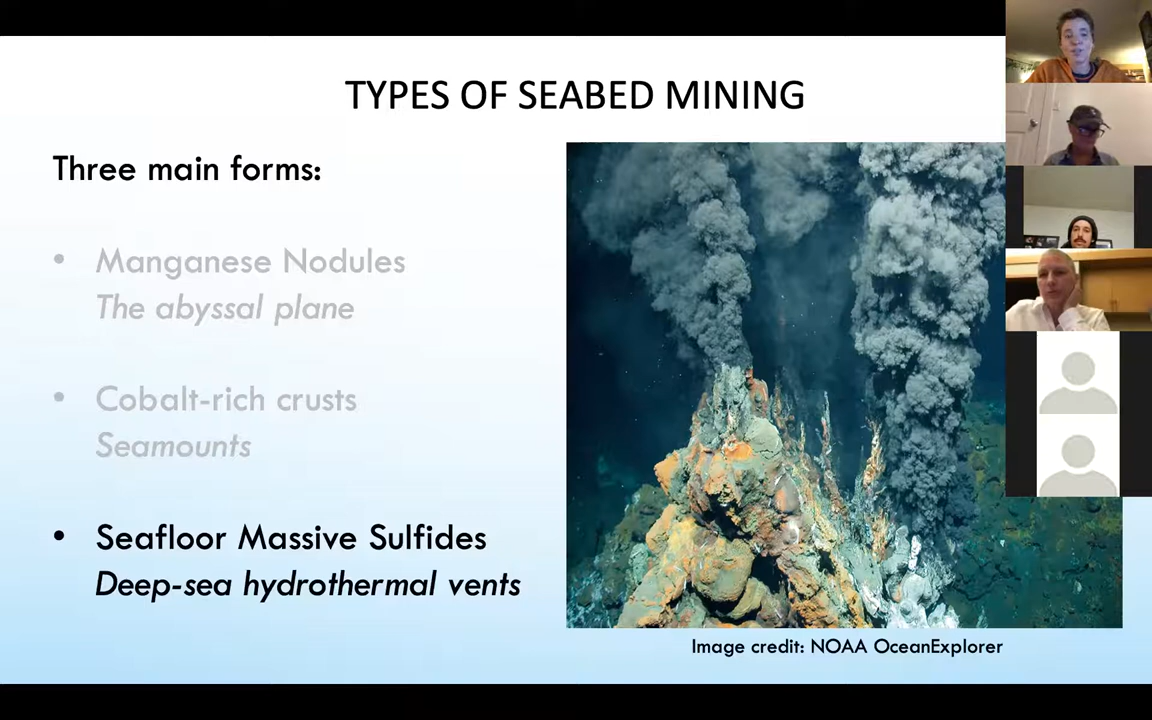 TYPES OF SEABED MINING
Three main forms:
• Manganese Nodules
The abyssal plane
• Cobalt-rich crusts
Seamounts
• Seafloor Massive Sulfides
Deep-sea hydrothermal vents
Image credit: NOAA OceanExplorer